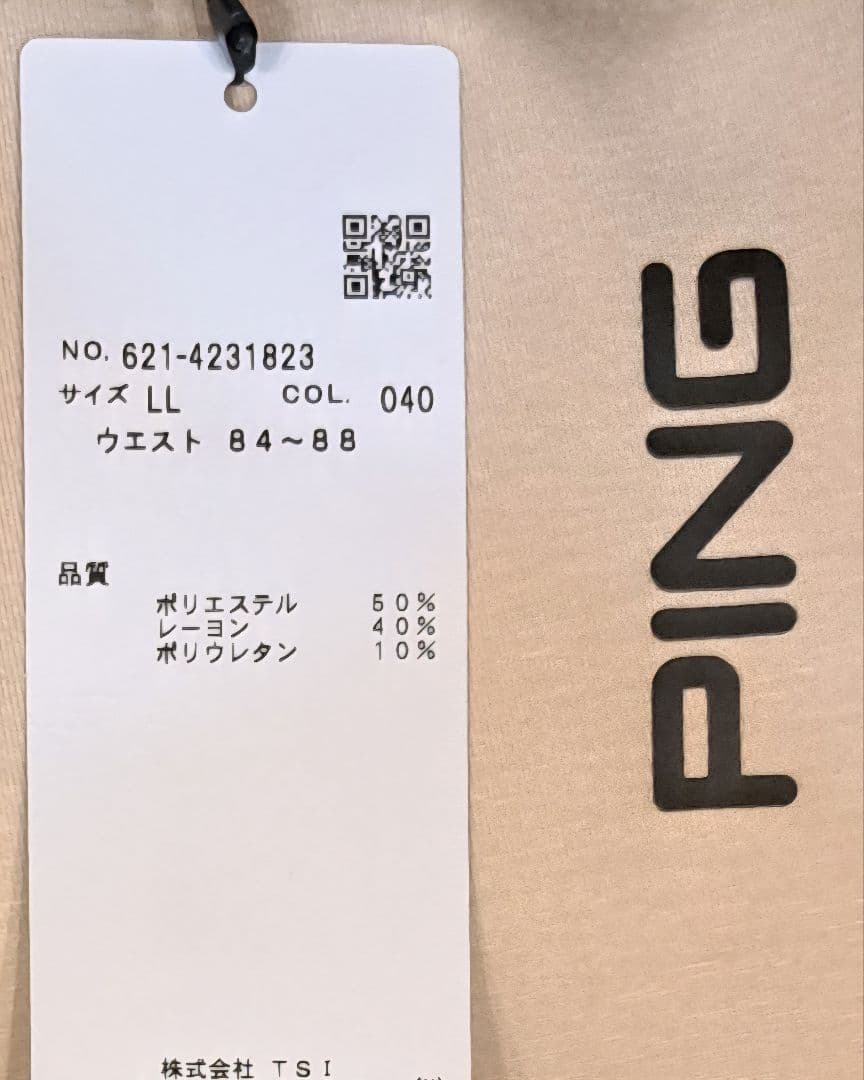 NO. 621-4231823
サイズ LL COL. 040
ウエスト 84~88
品質
ポリエステル 50%
レーヨン 40%
ポリウレタン 10%
株式会社 TSI
PING